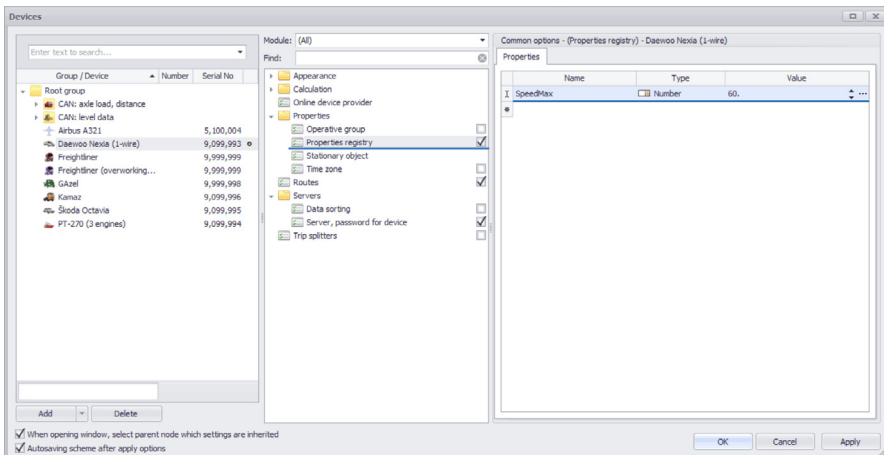 Devices
Enter text to search...
Group / Device Number Serial No
Root group
CAN: axle load, distance
CAN: level data
Airbus A321 5,100,004
Daewoo Nexia (1-wire) 9,099,993
Freightliner 9,999,999
Freightliner (overworking... 9,999,999
GAzel 9,999,998
Kamaz 9,099,996
Škoda Octavia 9,099,995
PT-270 (3 engines) 9,099,994
Add Delete
When opening window, select parent node which settings are inherited
Autosaving scheme after apply options
Module: (All)
Find:
Appearance
Calculation
Online device provider
Properties
Operative group
Properties registry
Stationary object
Time zone
Routes
Servers
Data sorting
Server, password for device
Trip splitters
Common options - (Properties registry) - Daewoo Nexia (1-wire)
Properties
Name Type Value
SpeedMax Number 60.
OK Cancel Apply